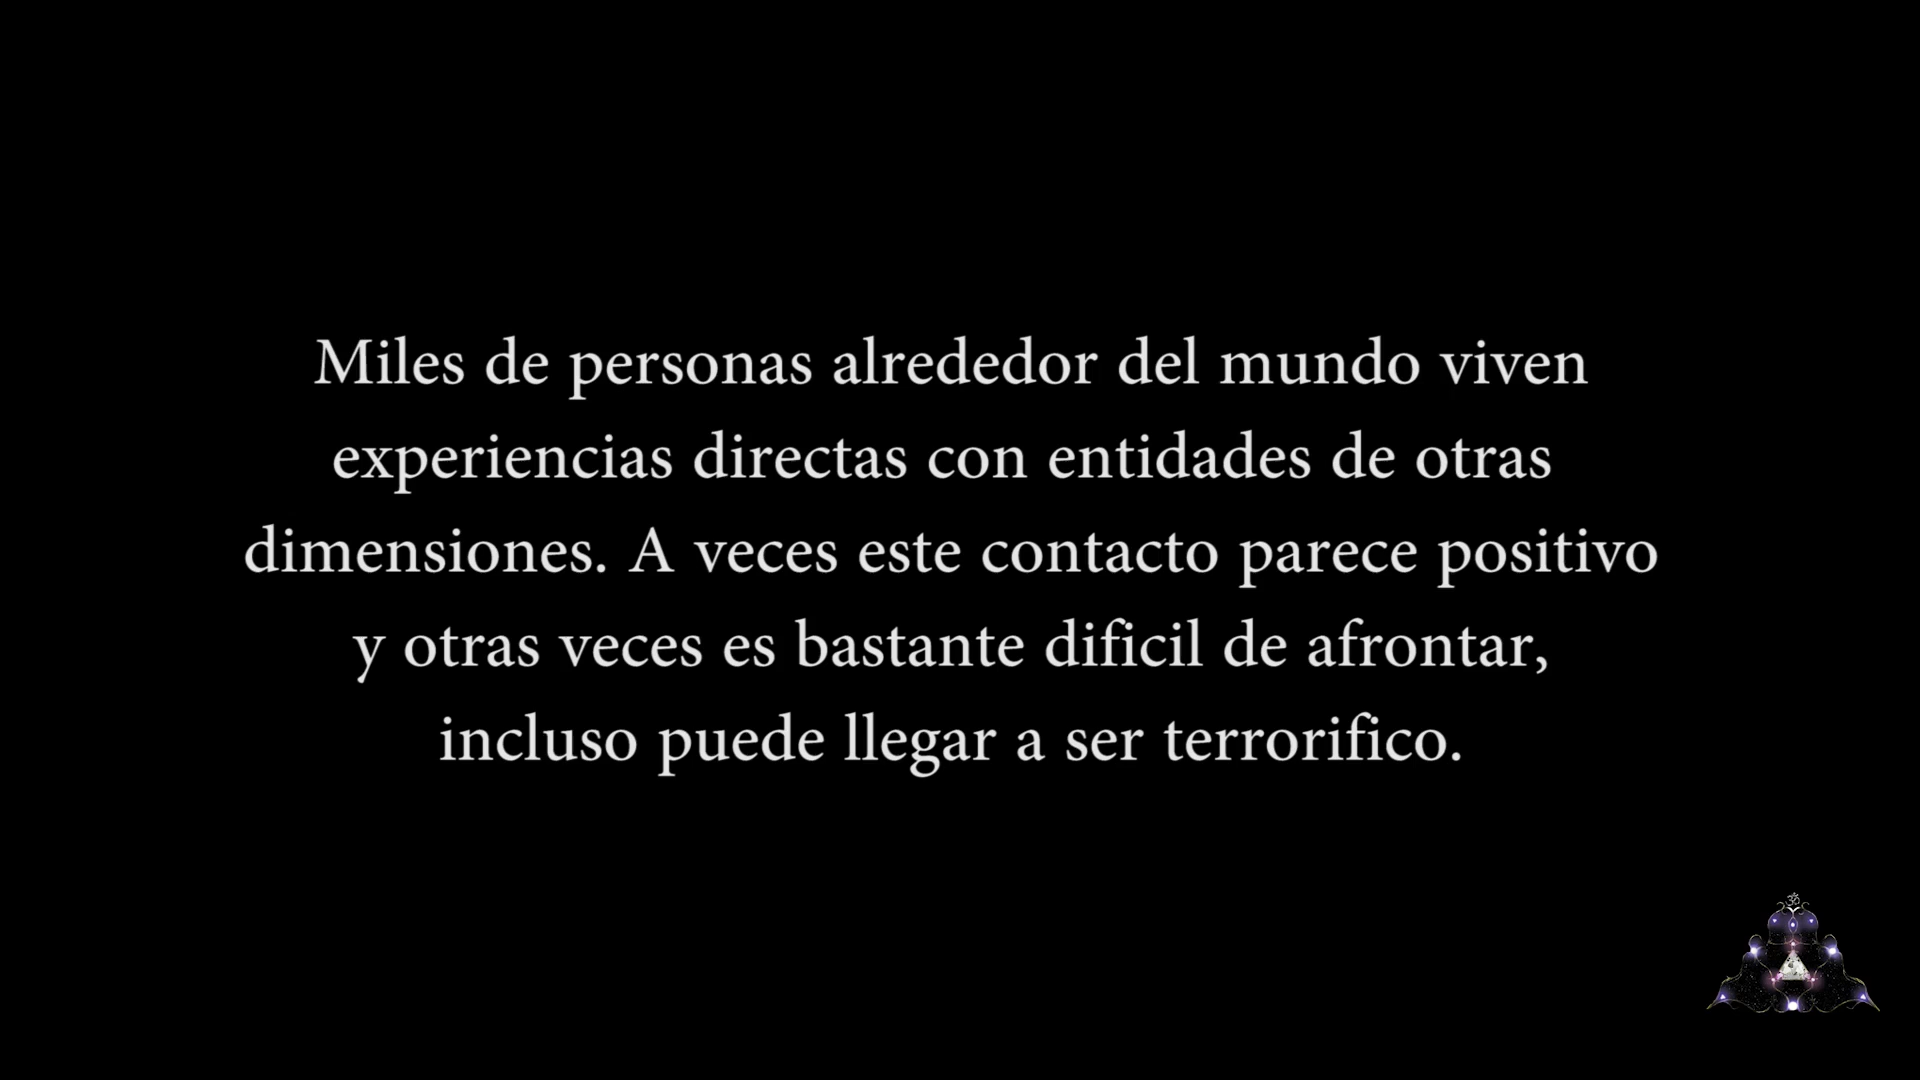 Miles de personas alrededor del mundo viven
experiencias directas con entidades de otras
dimensiones. A veces este contacto parece positivo
y otras veces es bastante dificil de afrontar,
incluso puede llegar a ser terrorifico.
ॐ